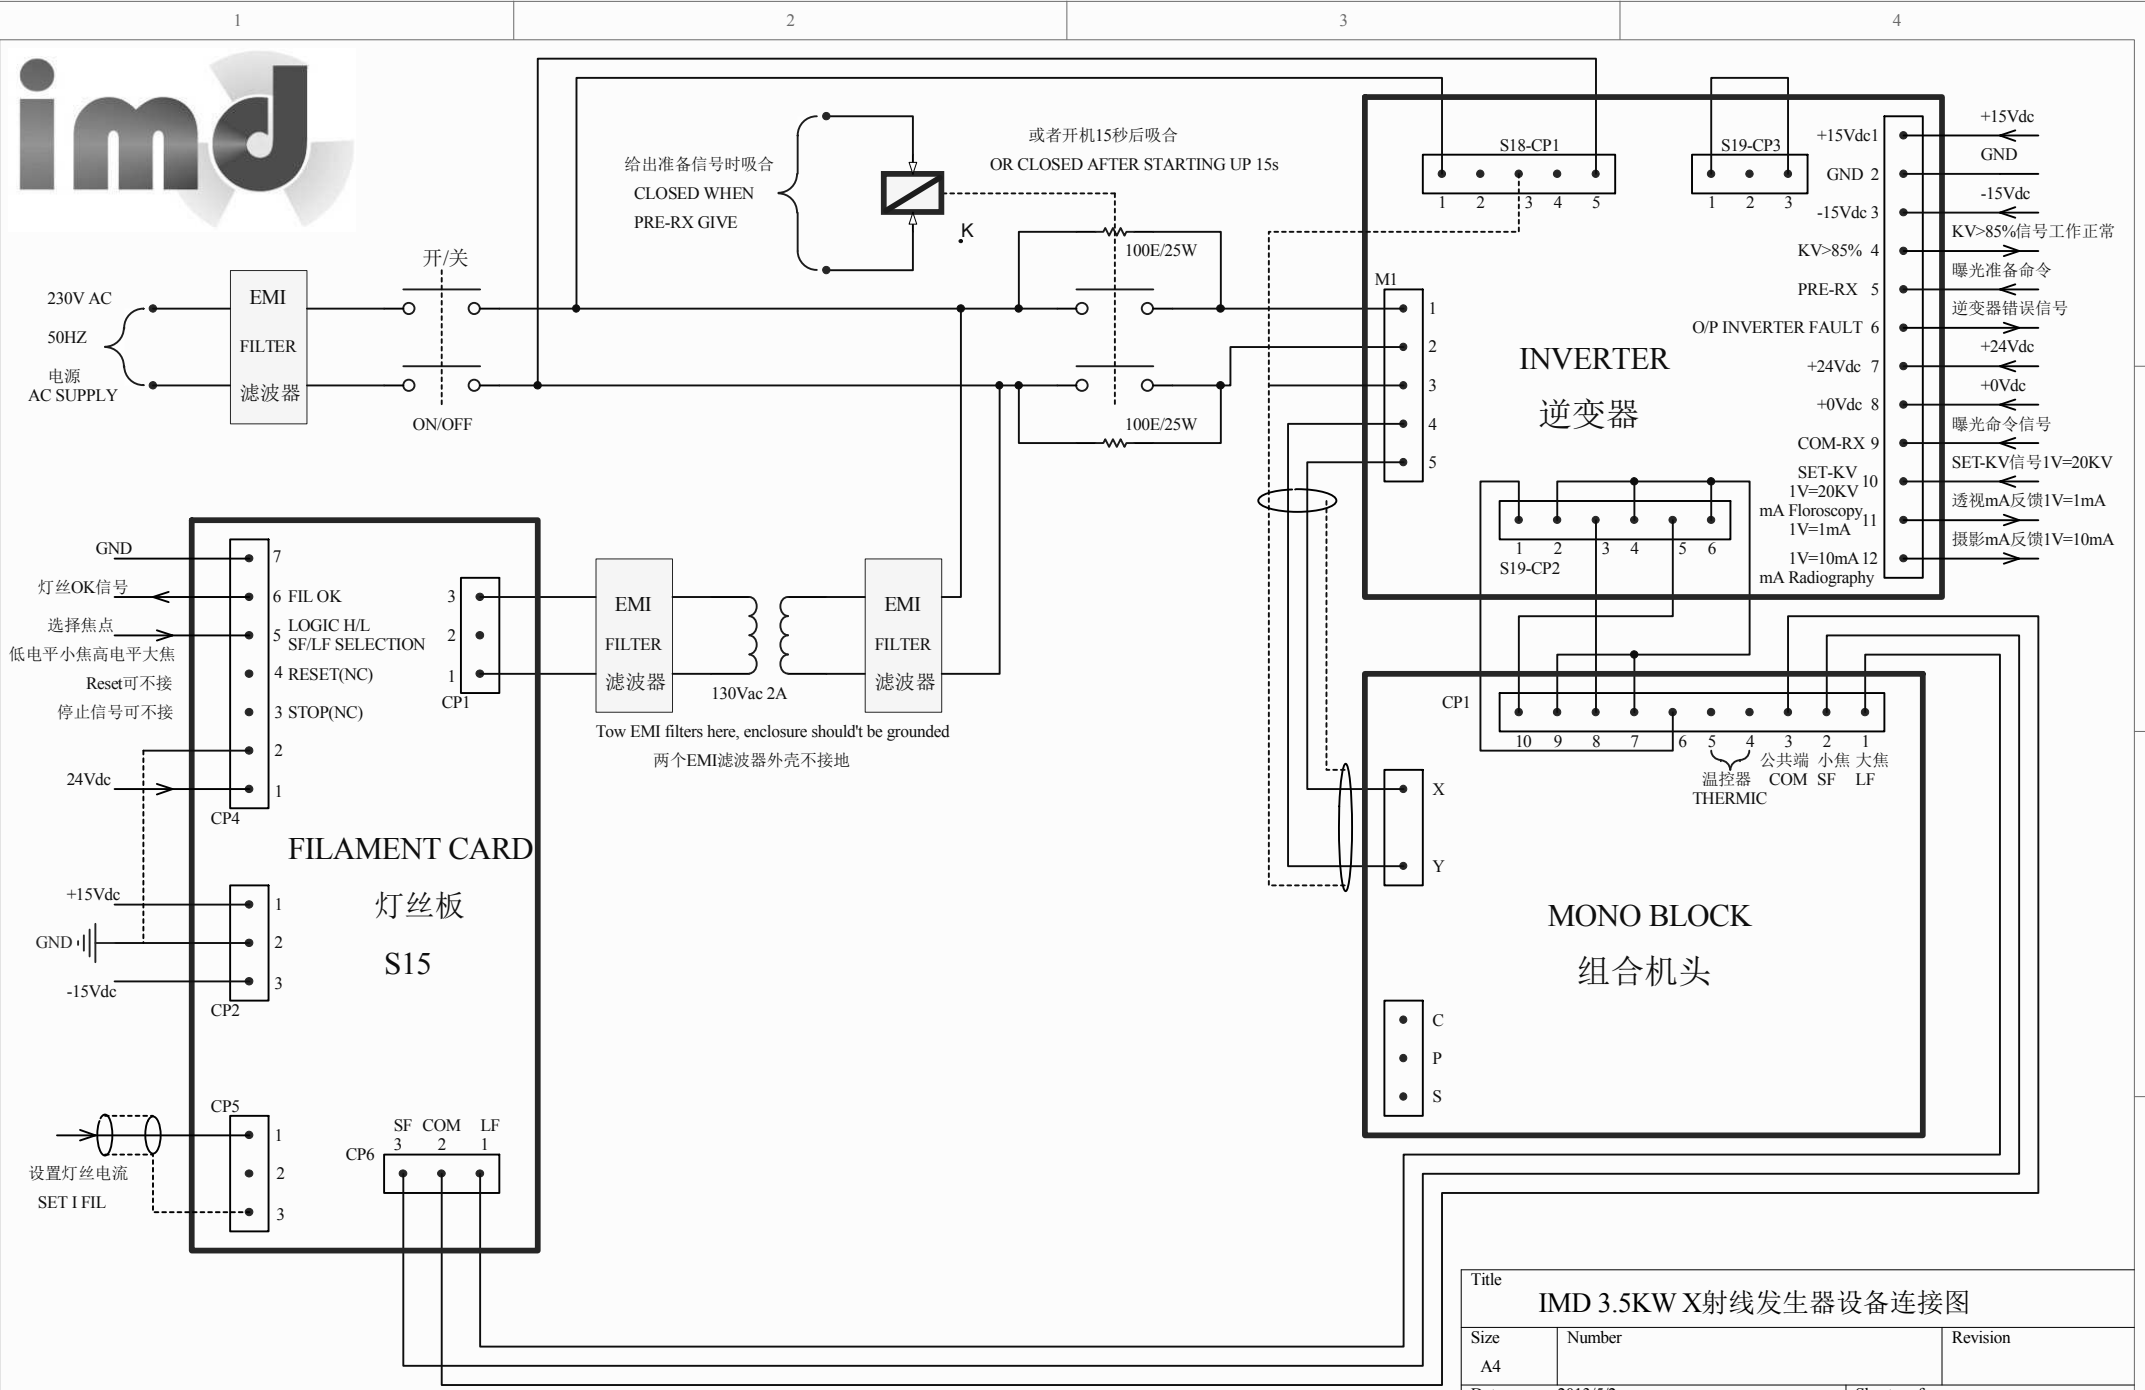 1
2
3
4
imd
给出准备信号时吸合
CLOSED WHEN
PRE-RX GIVE
或者开机15秒后吸合
OR CLOSED AFTER STARTING UP 15s
K
100E/25W
100E/25W
开/关
ON/OFF
230V AC
50HZ
电源
AC SUPPLY
EMI
FILTER
滤波器
S18-CP1
1 2 3 4 5
S19-CP3
1 2 3
M1
1
2
3
4
5
INVERTER
逆变器
+15Vdc1
GND 2
-15Vdc 3
KV>85% 4
PRE-RX 5
O/P INVERTER FAULT 6
+24Vdc 7
+0Vdc 8
COM-RX 9
SET-KV
1V=20KV 10
mA Floroscopy
1V=1mA 11
1V=10mA 12
mA Radiography
+15Vdc
GND
-15Vdc
KV>85%信号工作正常
曝光准备命令
逆变器错误信号
+24Vdc
+0Vdc
曝光命令信号
SET-KV信号1V=20KV
透视mA反馈1V=1mA
摄影mA反馈1V=10mA
1 2 3 4 5 6
S19-CP2
GND
灯丝OK信号
选择焦点
低电平小焦高电平大焦
Reset可不接
停止信号可不接
24Vdc
7
6 FIL OK
5 LOGIC H/L
SF/LF SELECTION
4 RESET(NC)
3 STOP(NC)
2
1
CP4
3
2
1
CP1
EMI
FILTER
滤波器
130Vac 2A
EMI
FILTER
滤波器
Tow EMI filters here, enclosure should't be grounded
两个EMI滤波器外壳不接地
FILAMENT CARD
灯丝板
S15
+15Vdc
GND
-15Vdc
1
2
3
CP2
CP5
1
2
3
设置灯丝电流
SET I FIL
SF COM LF
3 2 1
CP6
CP1
10 9 8 7 6 5 4 3 2 1
公共端 小焦 大焦
COM SF LF
温控器
THERMIC
X
Y
MONO BLOCK
组合机头
C
P
S
Title
IMD 3.5KW X射线发生器设备连接图
Size
A4
Number
Revision